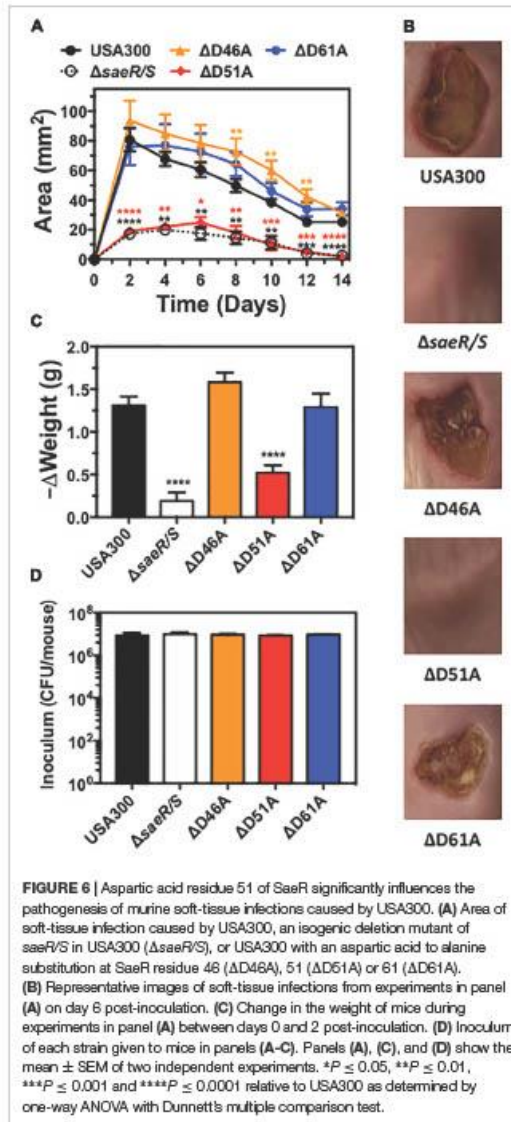 A
USA300
ΔD46A
ΔD61A
ΔsaeR/S
ΔD51A
Area (mm²)
100
80
60
40
20
0
** ** **
**** ** * ** *** *** ****
**** ** ** ** ** *** ****
0 2 4 6 8 10 12 14
Time (Days)
B
USA300
ΔsaeR/S
ΔD46A
ΔD51A
ΔD61A
C
-ΔWeight (g)
2.0
1.5
1.0
0.5
0.0
**** ****
USA300 ΔsaeR/S ΔD46A ΔD51A ΔD61A
D
Inoculum (CFU/mouse)
10⁸
10⁶
10⁴
10²
10⁰
USA300 ΔsaeR/S ΔD46A ΔD51A ΔD61A
FIGURE 6 | Aspartic acid residue 51 of SaeR significantly influences the
pathogenesis of murine soft-tissue infections caused by USA300. (A) Area of
soft-tissue infection caused by USA300, an isogenic deletion mutant of
saeR/S in USA300 (ΔsaeR/S), or USA300 with an aspartic acid to alanine
substitution at SaeR residue 46 (ΔD46A), 51 (ΔD51A) or 61 (ΔD61A).
(B) Representative images of soft-tissue infections from experiments in panel
(A) on day 6 post-inoculation. (C) Change in the weight of mice during
experiments in panel (A) between days 0 and 2 post-inoculation. (D) Inoculum
of each strain given to mice in panels (A-C). Panels (A), (C), and (D) show the
mean ± SEM of two independent experiments. *P ≤ 0.05, **P ≤ 0.01,
***P ≤ 0.001 and ****P ≤ 0.0001 relative to USA300 as determined by
one-way ANOVA with Dunnett's multiple comparison test.